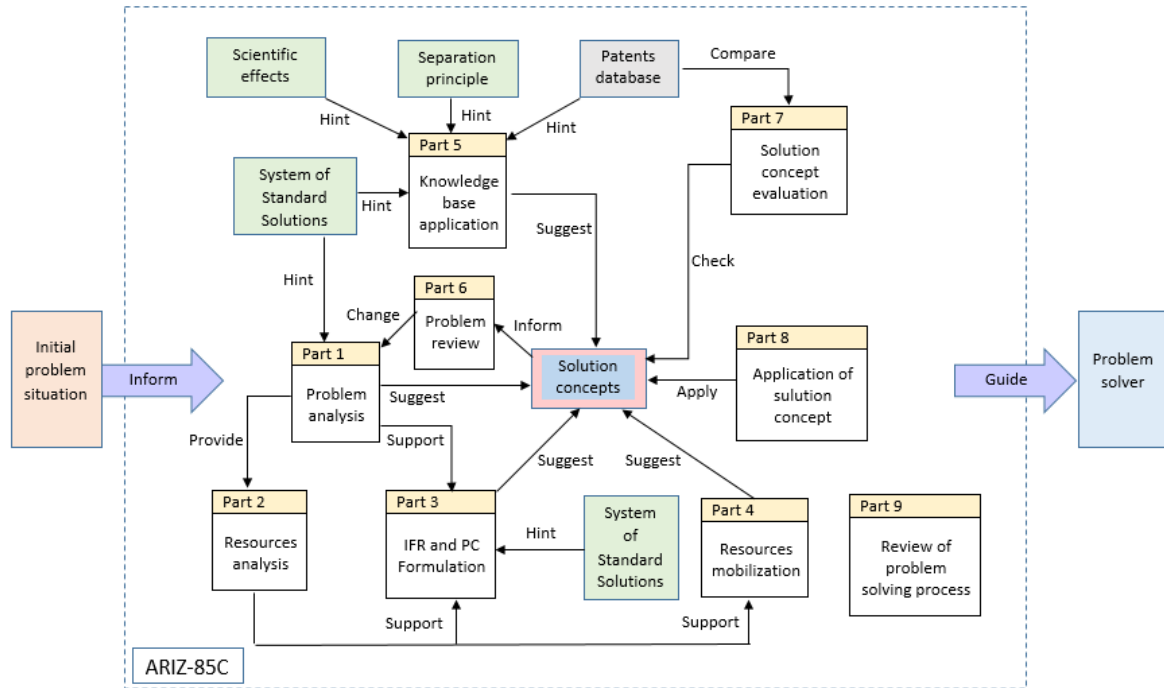 Scientific
effects
Separation
principle
Patents
database
Compare
Hint
Hint
Hint
Part 5
Knowledge
base
application
Part 7
Solution
concept
evaluation
System of
Standard
Solutions
Hint
Suggest
Check
Hint
Part 6
Problem
review
Change
Inform
Initial
problem
situation
Inform
Part 1
Problem
analysis
Suggest
Solution
concepts
Apply
Part 8
Application of
sulution
concept
Guide
Problem
solver
Provide
Support
Suggest
Suggest
Part 2
Resources
analysis
Part 3
IFR and PC
Formulation
Hint
System
of
Standard
Solutions
Part 4
Resources
mobilization
Part 9
Review of
problem
solving process
Support
Support
ARIZ-85C